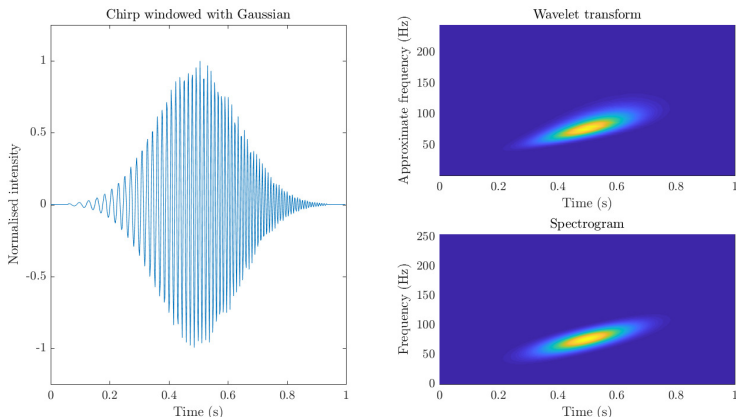 Chirp windowed with Gaussian
Normalised intensity
1
0.5
0
-0.5
-1
0 0.2 0.4 0.6 0.8 1
Time (s)
Wavelet transform
Approximate frequency (Hz)
200
150
100
50
0 0.2 0.4 0.6 0.8 1
Time (s)
Spectrogram
Frequency (Hz)
250
200
150
100
50
0
0 0.2 0.4 0.6 0.8 1
Time (s)